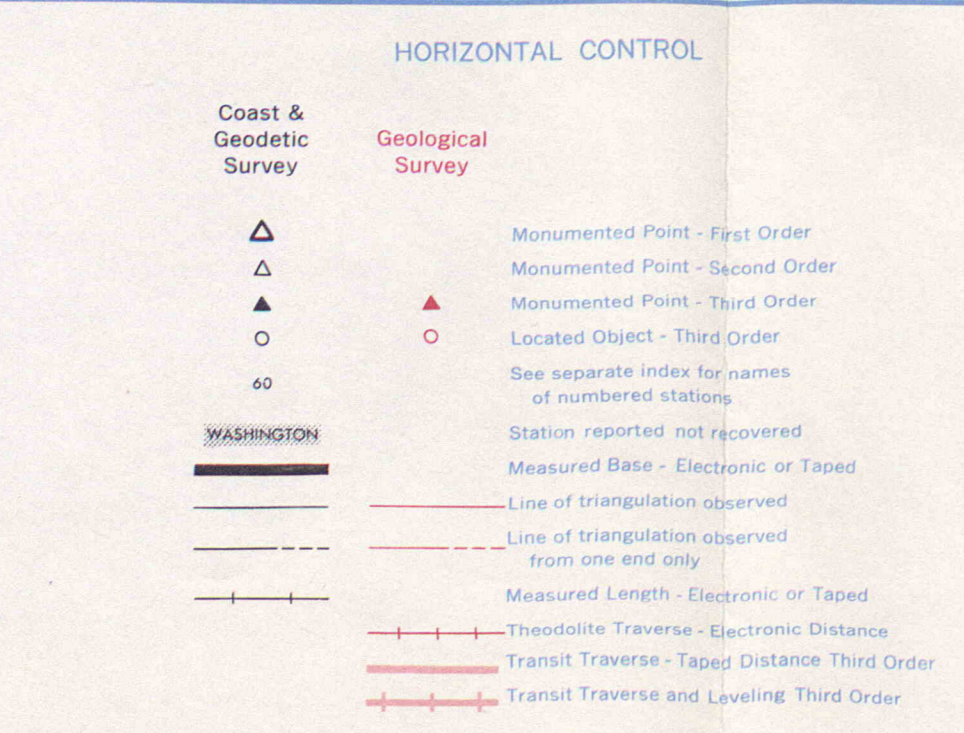 HORIZONTAL CONTROL
Coast &
Geodetic
Survey
Geological
Survey
Monumented Point - First Order
Monumented Point - Second Order
Monumented Point - Third Order
Located Object - Third Order
60
See separate index for names
of numbered stations
WASHINGTON
Station reported not recovered
Measured Base - Electronic or Taped
Line of triangulation observed
Line of triangulation observed
from one end only
Measured Length - Electronic or Taped
Theodolite Traverse - Electronic Distance
Transit Traverse - Taped Distance Third Order
Transit Traverse and Leveling Third Order